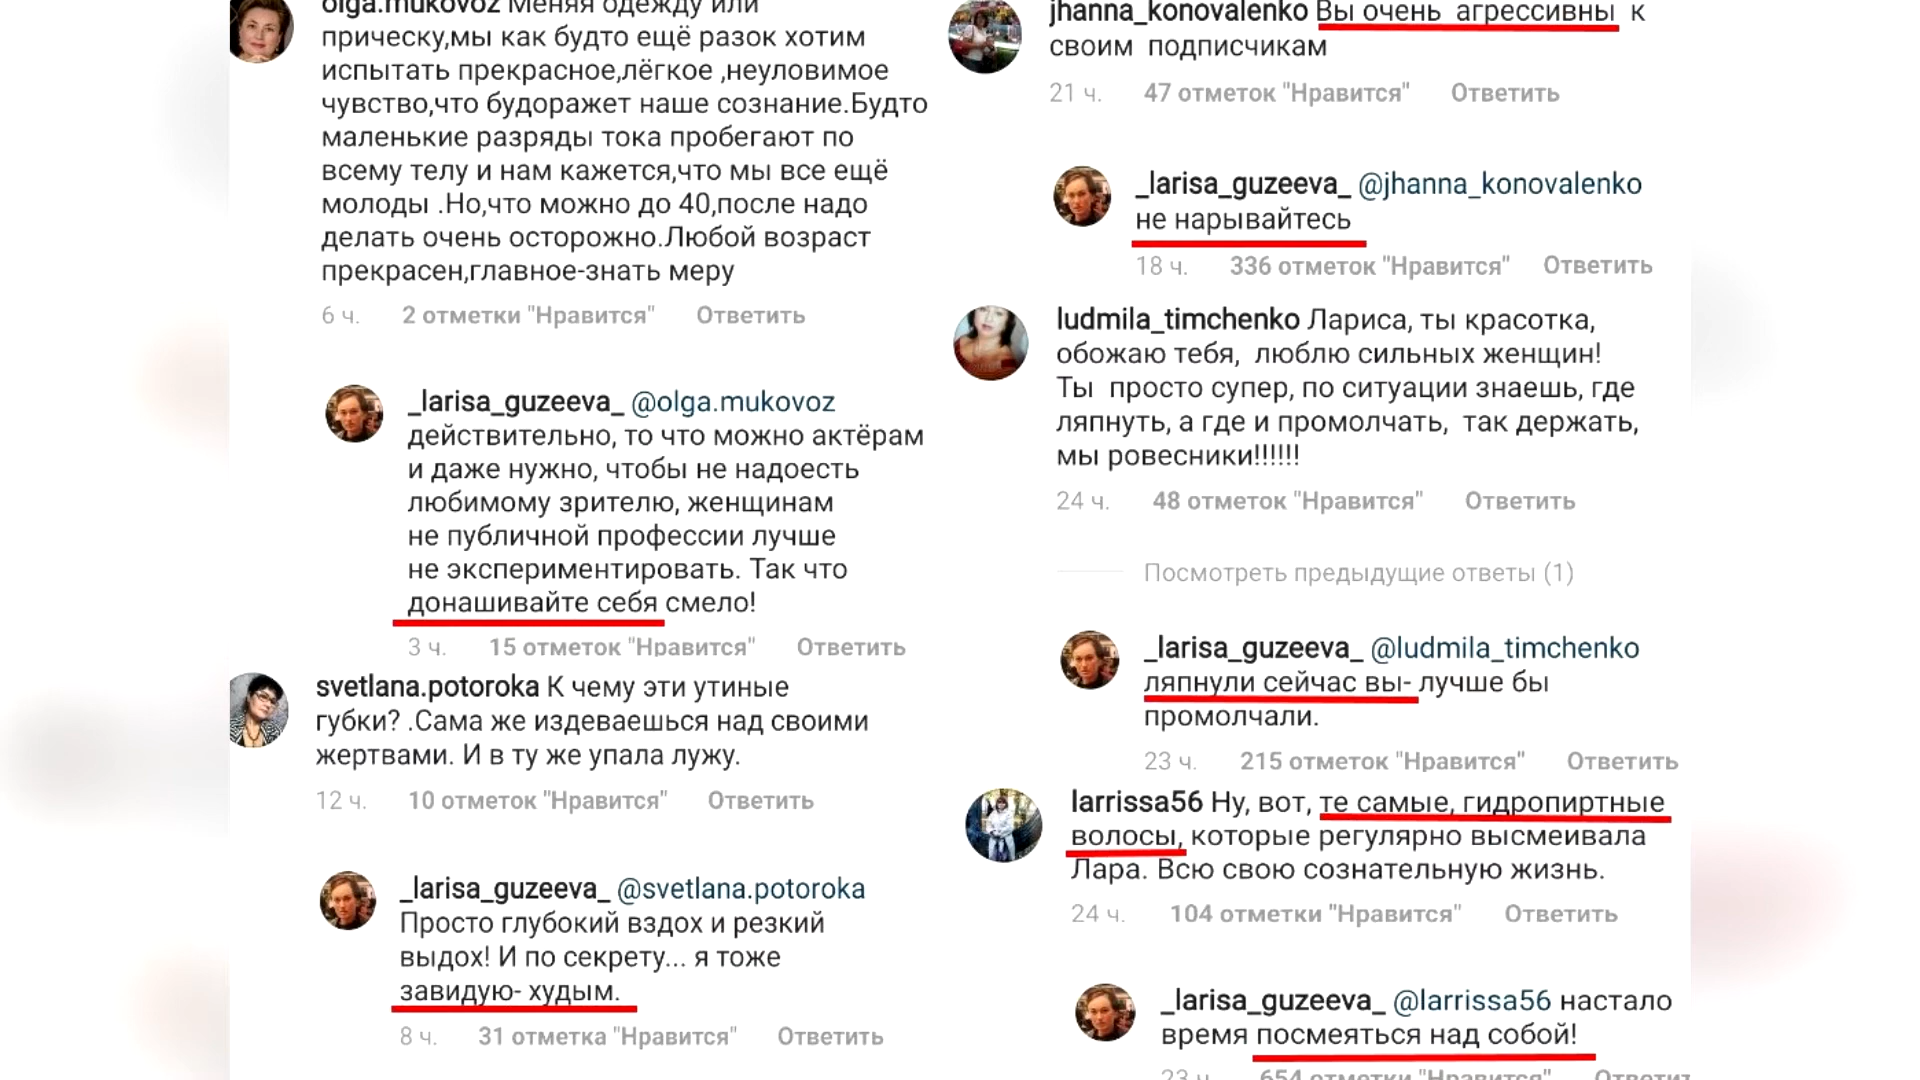 olga.mukovoz Меняя одежду или
прическу,мы как будто ещё разок хотим
испытать прекрасное,лёгкое ,неуловимое
чувство,что будоражет наше сознание.Будто
маленькие разряды тока пробегают по
всему телу и нам кажется,что мы все ещё
молоды .Но,что можно до 40,после надо
делать очень осторожно.Любой возраст
прекрасен,главное-знать меру
6 ч. 2 отметки "Нравится" Ответить
_larisa_guzeeva_ @olga.mukovoz
действительно, то что можно актёрам
и даже нужно, чтобы не надоесть
любимому зрителю, женщинам
не публичной профессии лучше
не экспериментировать. Так что
донашивайте себя смело!
3 ч. 15 отметок "Нравится" Ответить
svetlana.potoroka К чему эти утиные
губки? .Сама же издеваешься над своими
жертвами. И в ту же упала лужу.
12 ч. 10 отметок "Нравится" Ответить
_larisa_guzeeva_ @svetlana.potoroka
Просто глубокий вздох и резкий
выдох! И по секрету... я тоже
завидую- худым.
8 ч. 31 отметка "Нравится" Ответить
jhanna_konovalenko Вы очень агрессивны к
своим подписчикам
21 ч. 47 отметок "Нравится" Ответить
_larisa_guzeeva_ @jhanna_konovalenko
не нарывайтесь
18 ч. 336 отметок "Нравится" Ответить
ludmila_timchenko Лариса, ты красотка,
обожаю тебя, люблю сильных женщин!
Ты просто супер, по ситуации знаешь, где
ляпнуть, а где и промолчать, так держать,
мы ровесники!!!!!!
24 ч. 48 отметок "Нравится" Ответить
Посмотреть предыдущие ответы (1)
_larisa_guzeeva_ @ludmila_timchenko
ляпнули сейчас вы- лучше бы
промолчали.
23 ч. 215 отметок "Нравится" Ответить
larrissa56 Ну, вот, те самые, гидропиртные
волосы, которые регулярно высмеивала
Лара. Всю свою сознательную жизнь.
24 ч. 104 отметки "Нравится" Ответить
_larisa_guzeeva_ @larrissa56 настало
время посмеяться над собой!
23 ч. 654 отметки "Нравится" Ответить